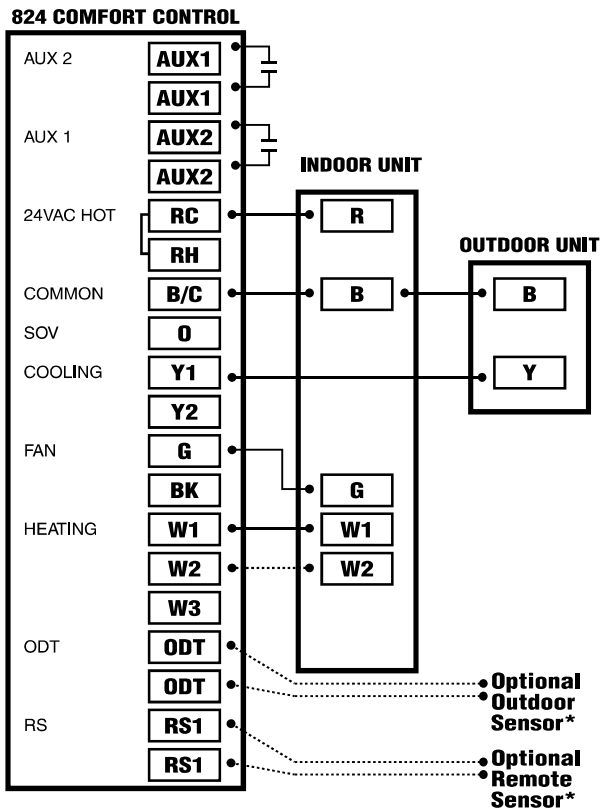 824 COMFORT CONTROL
AUX 2 AUX1
AUX1
AUX 1 AUX2
AUX2
INDOOR UNIT
24VAC HOT RC R
RH
OUTDOOR UNIT
COMMON B/C B B
SOV O
COOLING Y1 Y
Y2
FAN G
BK G
HEATING W1 W1
W2 W2
W3
ODT ODT
ODT
Optional
Outdoor
Sensor*
RS RS1
RS1
Optional
Remote
Sensor*